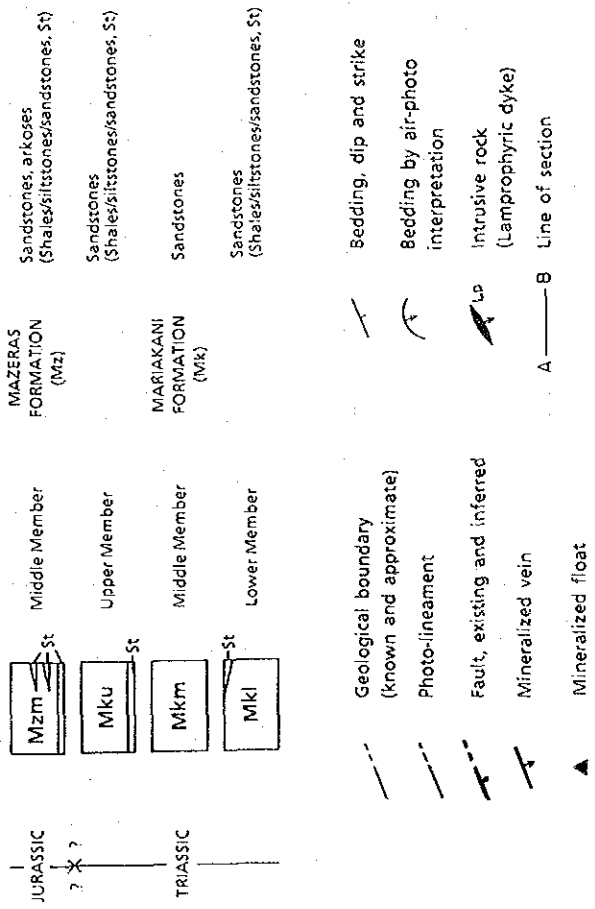 JURASSIC
? ?
TRIASSIC
Mzm
St
Middle Member
MAZERAS
FORMATION
(Mz)
Sandstones, arkoses
(Shales/siltstones/sandstones, St)
Mku
St
Upper Member
Sandstones
(Shales/siltstones/sandstones, St)
Mkm
Middle Member
MARIAKANI
FORMATION
(Mk)
Sandstones
Mkl
St
Lower Member
Sandstones
(Shales/siltstones/sandstones, St)
Geological boundary
(known and approximate)
Photo-lineament
Fault, existing and inferred
Mineralized vein
Mineralized float
Bedding, dip and strike
Bedding by air-photo
interpretation
LD
Intrusive rock
(Lamprophyric dyke)
A B Line of section